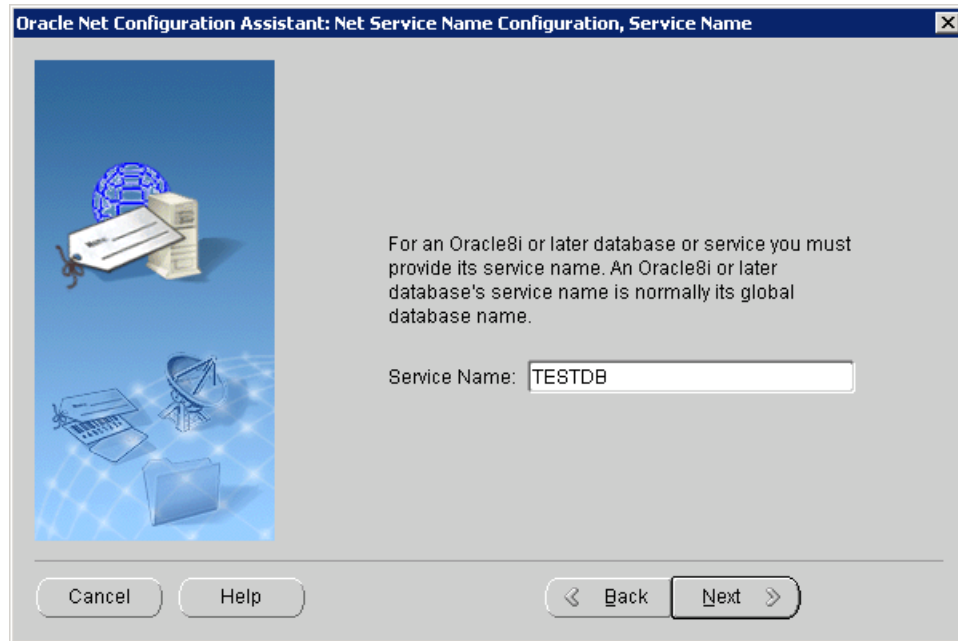 Oracle Net Configuration Assistant: Net Service Name Configuration, Service Name
For an Oracle8i or later database or service you must
provide its service name. An Oracle8i or later
database's service name is normally its global
database name.
Service Name: TESTDB
Cancel Help Back Next